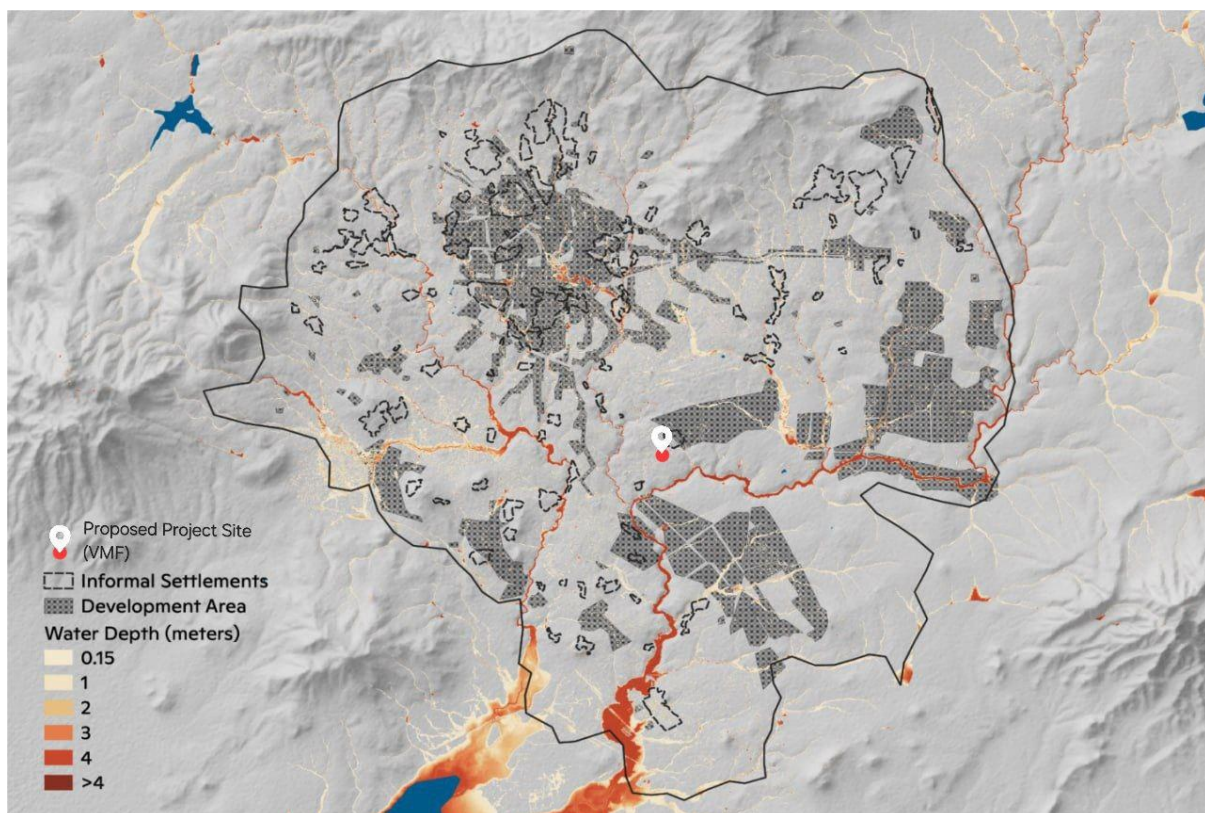 Proposed Project Site
(VMF)
Informal Settlements
Development Area
Water Depth (meters)
0.15
1
2
3
4
>4